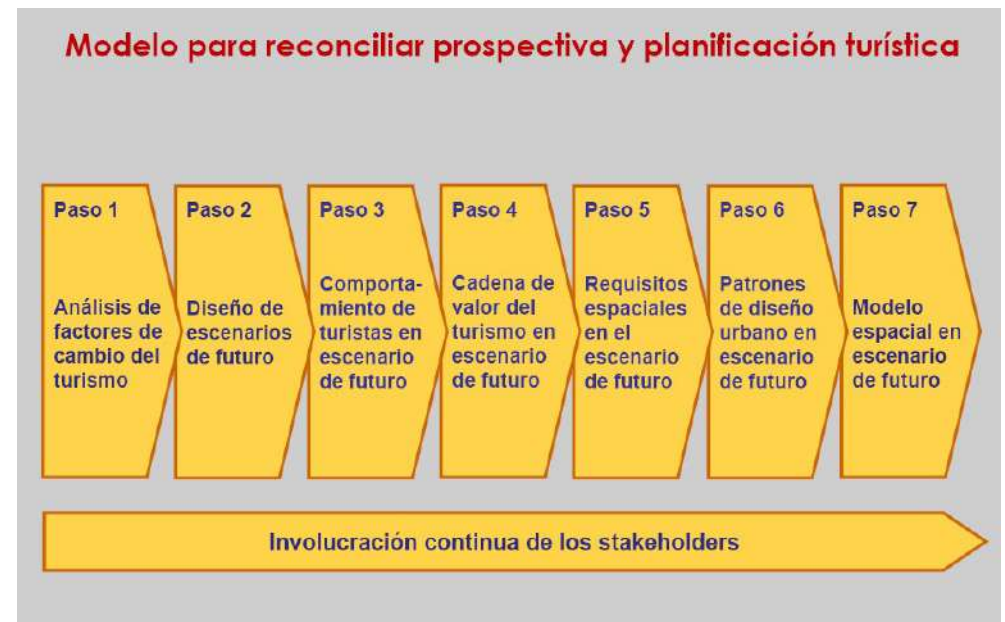 Modelo para reconciliar prospectiva y planificación turística
Paso 1
Análisis de
factores de
cambio del
turismo
Paso 2
Diseño de
escenarios
de futuro
Paso 3
Comporta-
miento de
turistas en
escenario
de futuro
Paso 4
Cadena de
valor del
turismo en
escenario
de futuro
Paso 5
Requisitos
espaciales
en el
escenario
de futuro
Paso 6
Patrones
de diseño
urbano en
escenario
de futuro
Paso 7
Modelo
espacial en
escenario
de futuro
Involucración continua de los stakeholders